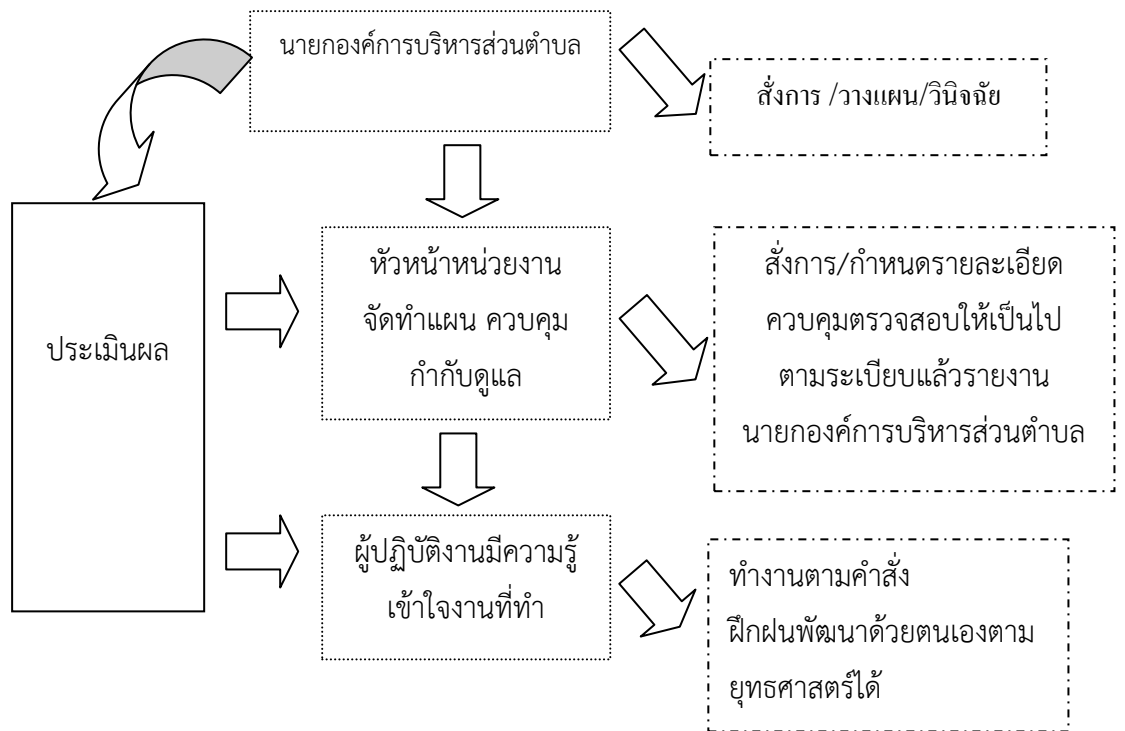 นายกองค์การบริหารส่วนตำบล
สั่งการ /วางแผน/วินิจฉัย
ประเมินผล
หัวหน้าหน่วยงาน
จัดทำแผน ควบคุม
กำกับดูแล
สั่งการ/กำหนดรายละเอียด
ควบคุมตรวจสอบให้เป็นไป
ตามระเบียบแล้วรายงาน
นายกองค์การบริหารส่วนตำบล
ผู้ปฏิบัติงานมีความรู้
เข้าใจงานที่ทำ
ทำงานตามคำสั่ง
ฝึกฝนพัฒนาด้วยตนเองตาม
ยุทธศาสตร์ได้